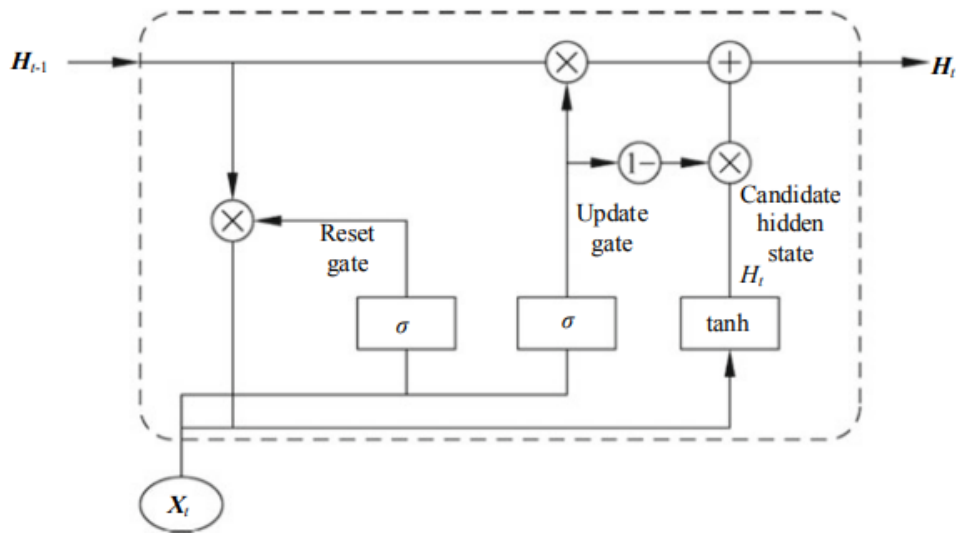 H_{t-1}
H_t
1-
Reset
gate
Update
gate
Candidate
hidden
state
H_t
σ
σ
tanh
X_t